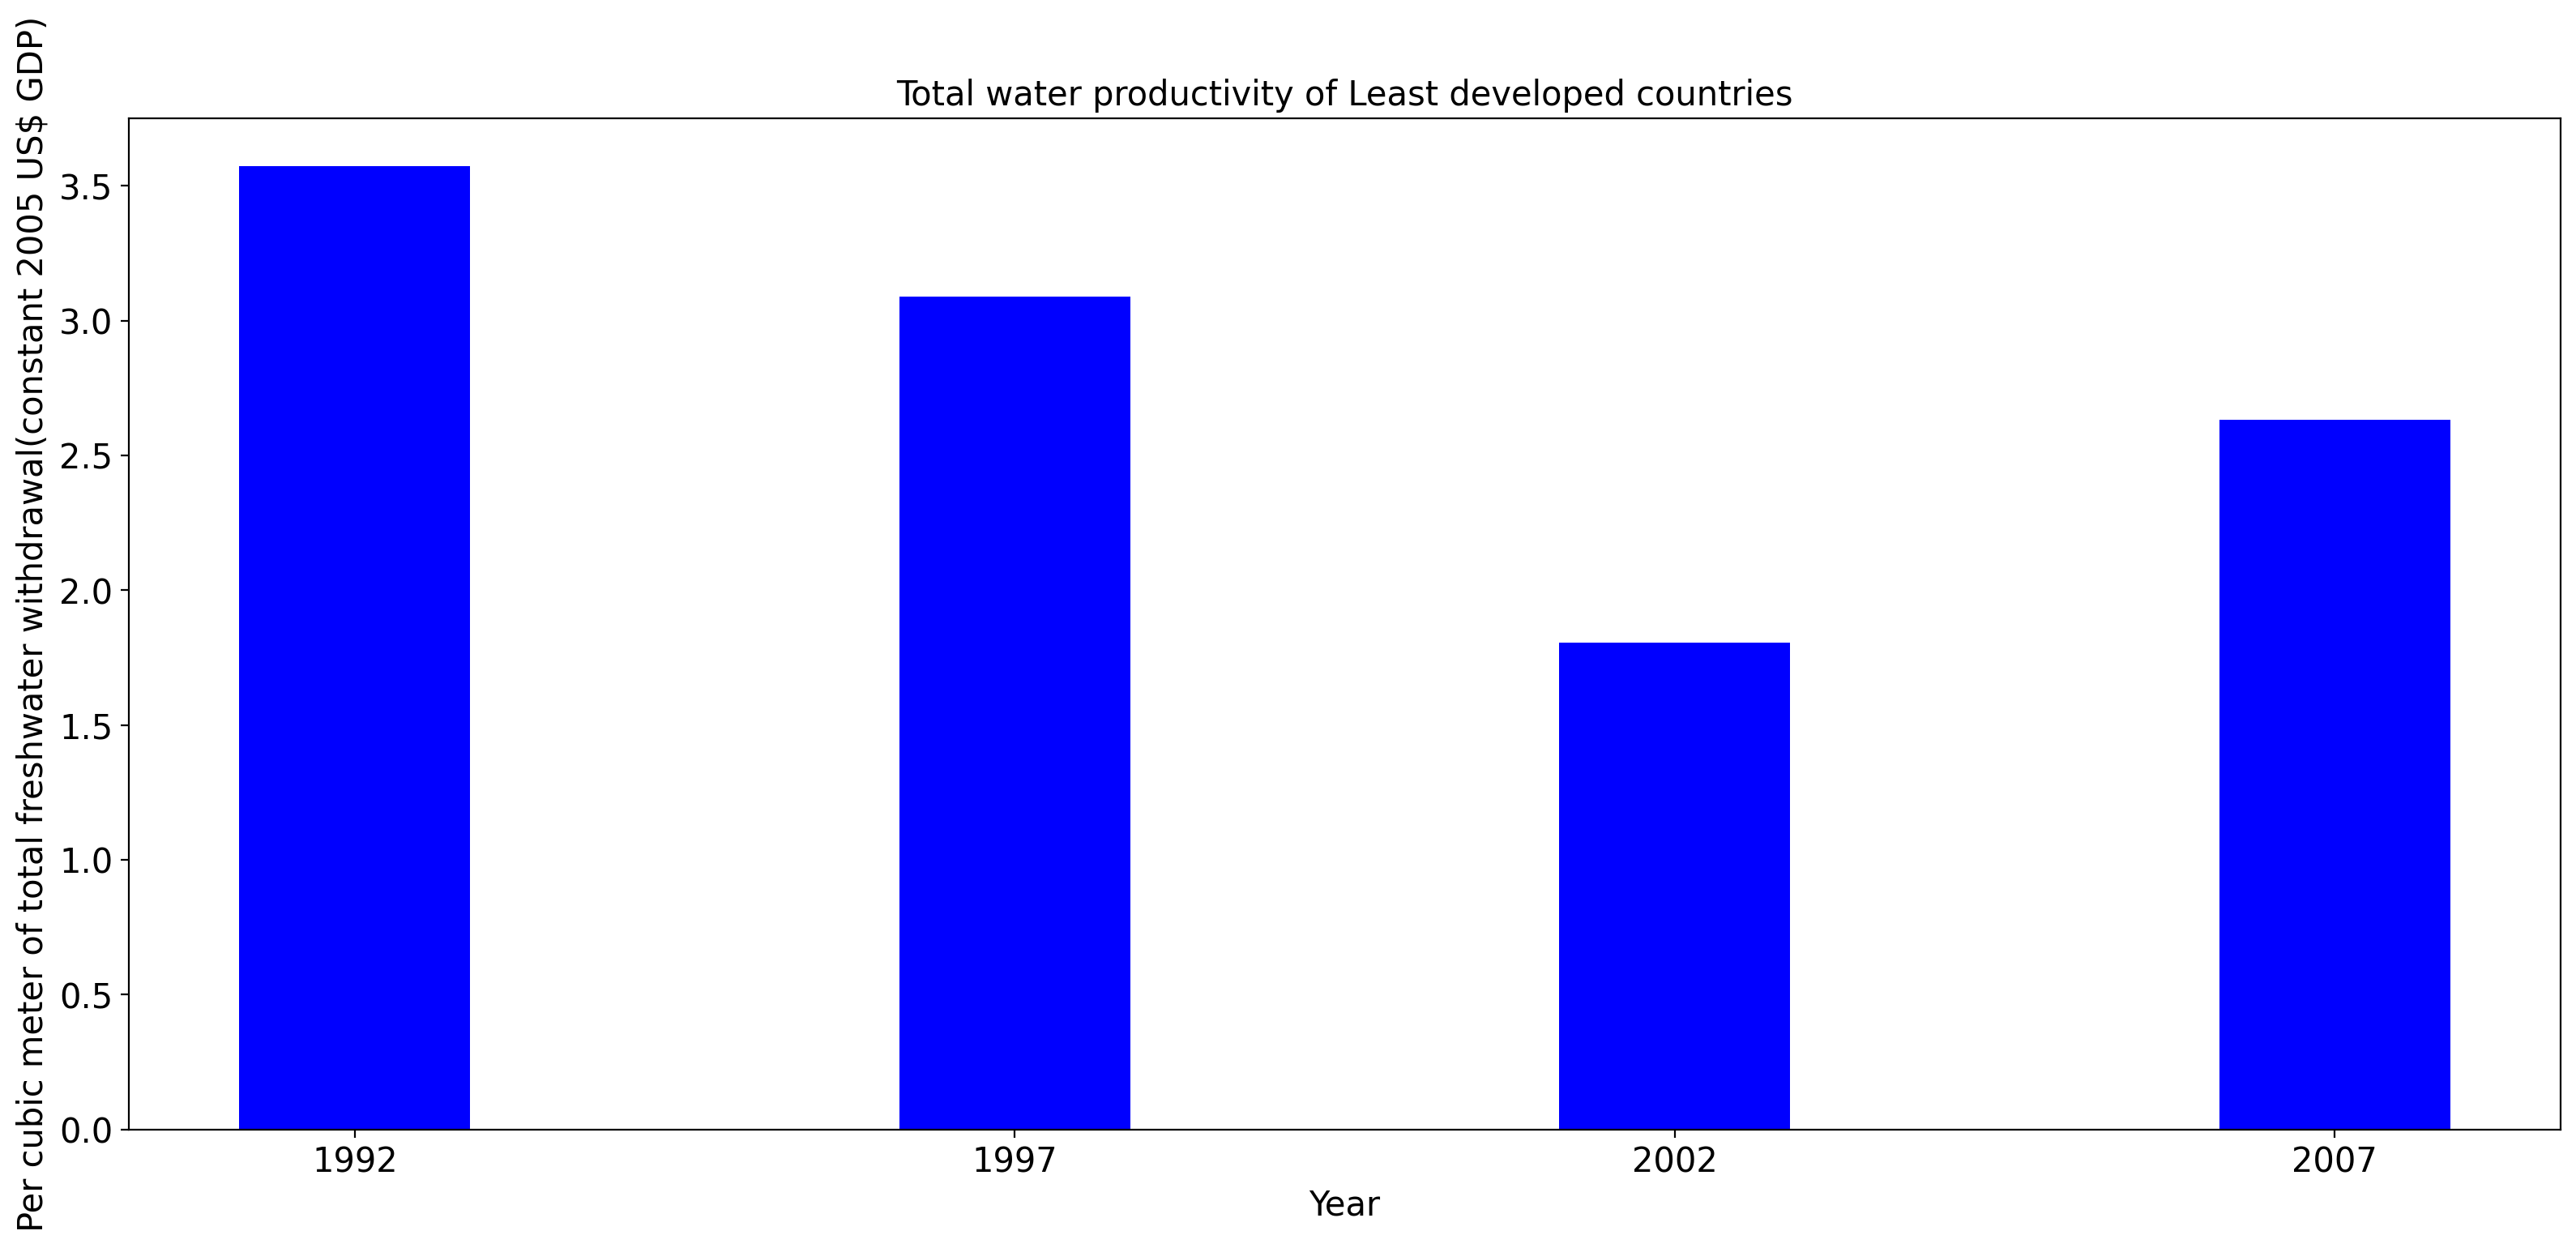 Total water productivity of Least developed countries
Per cubic meter of total freshwater withdrawal(constant 2005 US$ GDP)
3.5
3.0
2.5
2.0
1.5
1.0
0.5
0.0
1992 1997 2002 2007
Year